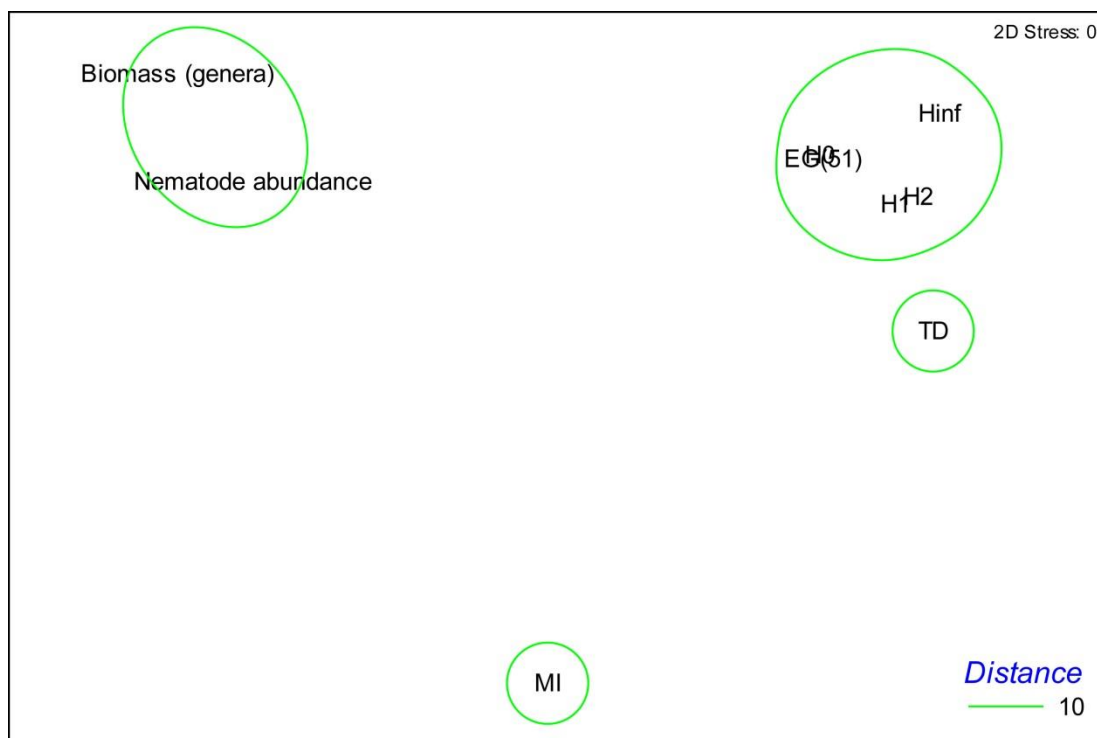 2D Stress: 0
Biomass (genera)
Hinf
H0
EG(51)
Nematode abundance
H2
H1
TD
Distance
MI
10